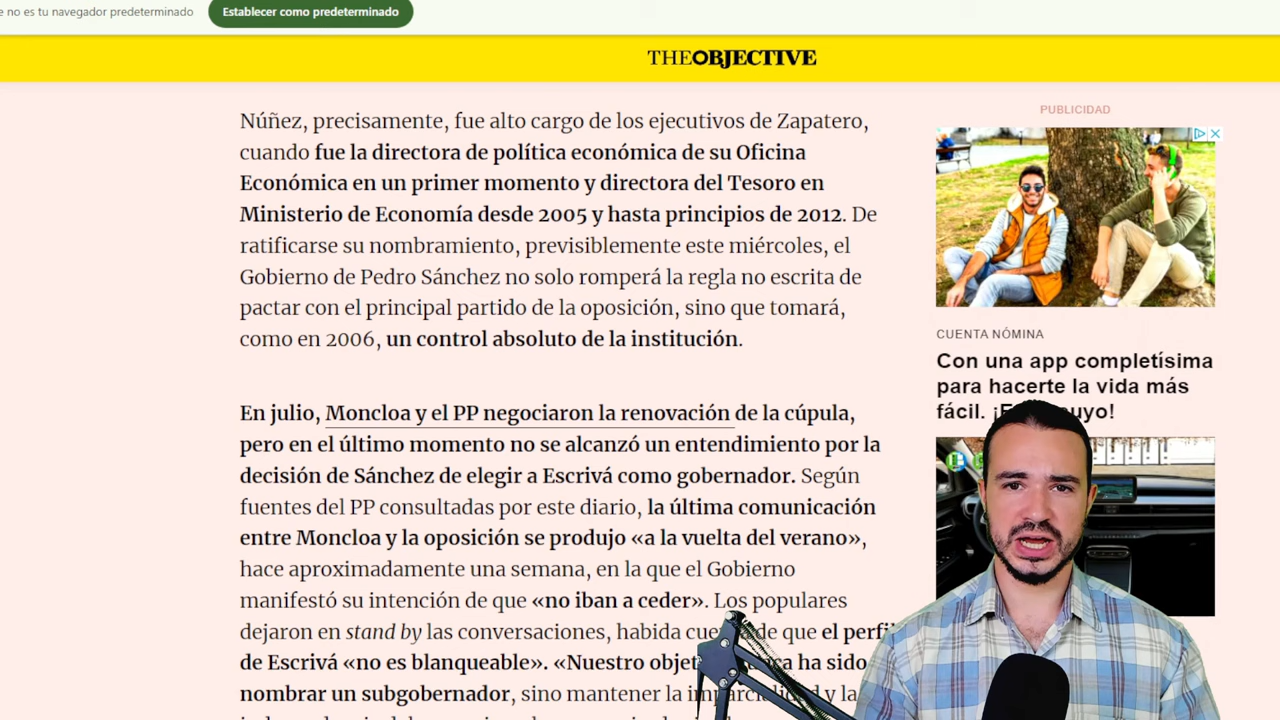 e no es tu navegador predeterminado
Establecer como predeterminado
THEOBJECTIVE
Núñez, precisamente, fue alto cargo de los ejecutivos de Zapatero,
cuando fue la directora de política económica de su Oficina
Económica en un primer momento y directora del Tesoro en
Ministerio de Economía desde 2005 y hasta principios de 2012. De
ratificarse su nombramiento, previsiblemente este miércoles, el
Gobierno de Pedro Sánchez no solo romperá la regla no escrita de
pactar con el principal partido de la oposición, sino que tomará,
como en 2006, un control absoluto de la institución.
En julio, Moncloa y el PP negociaron la renovación de la cúpula,
pero en el último momento no se alcanzó un entendimiento por la
decisión de Sánchez de elegir a Escrivá como gobernador. Según
fuentes del PP consultadas por este diario, la última comunicación
entre Moncloa y la oposición se produjo «a la vuelta del verano»,
hace aproximadamente una semana, en la que el Gobierno
manifestó su intención de que «no iban a ceder». Los populares
dejaron en stand by las conversaciones, habida de que el perfil
de Escrivá «no es blanqueable». «Nuestro ha sido
nombrar un subgobernador, sino mantener la y la
PUBLICIDAD
CUENTA NÓMINA
Con una app completísima
para hacerte la vida más
fácil.